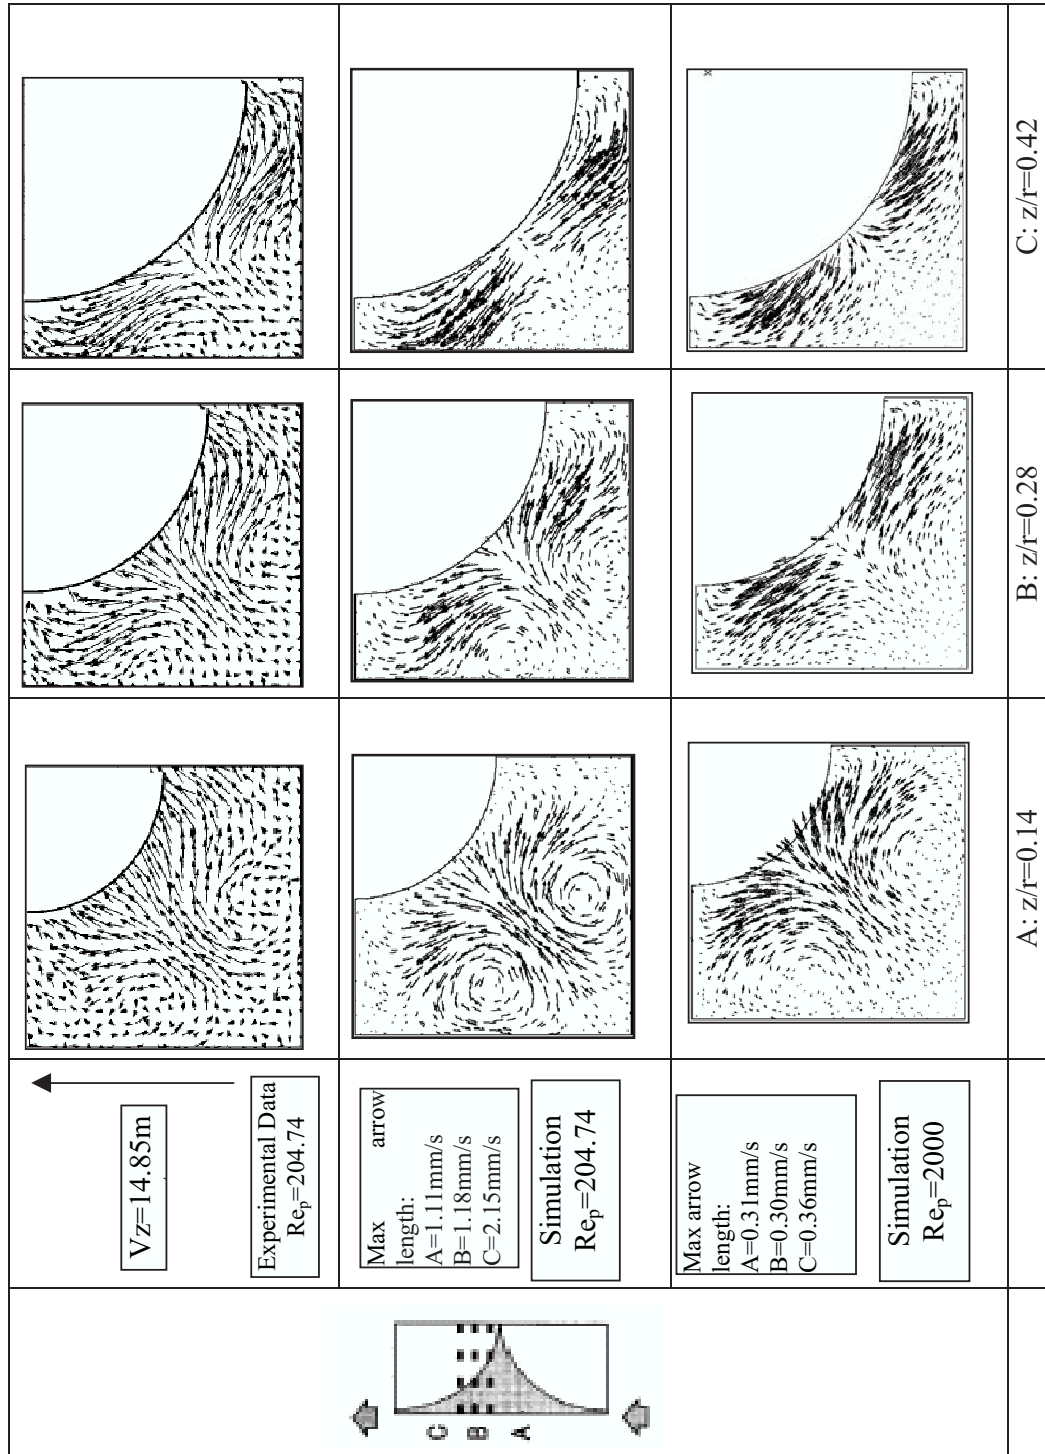 Vz=14.85m
Experimental Data
Reₚ=204.74
Max arrow
length:
A=1.11mm/s
B=1.18mm/s
C=2.15mm/s
Simulation
Reₚ=204.74
Max arrow
length:
A=0.31mm/s
B=0.30mm/s
C=0.36mm/s
Simulation
Reₚ=2000
C
B
A
A: z/r=0.14
B: z/r=0.28
C: z/r=0.42